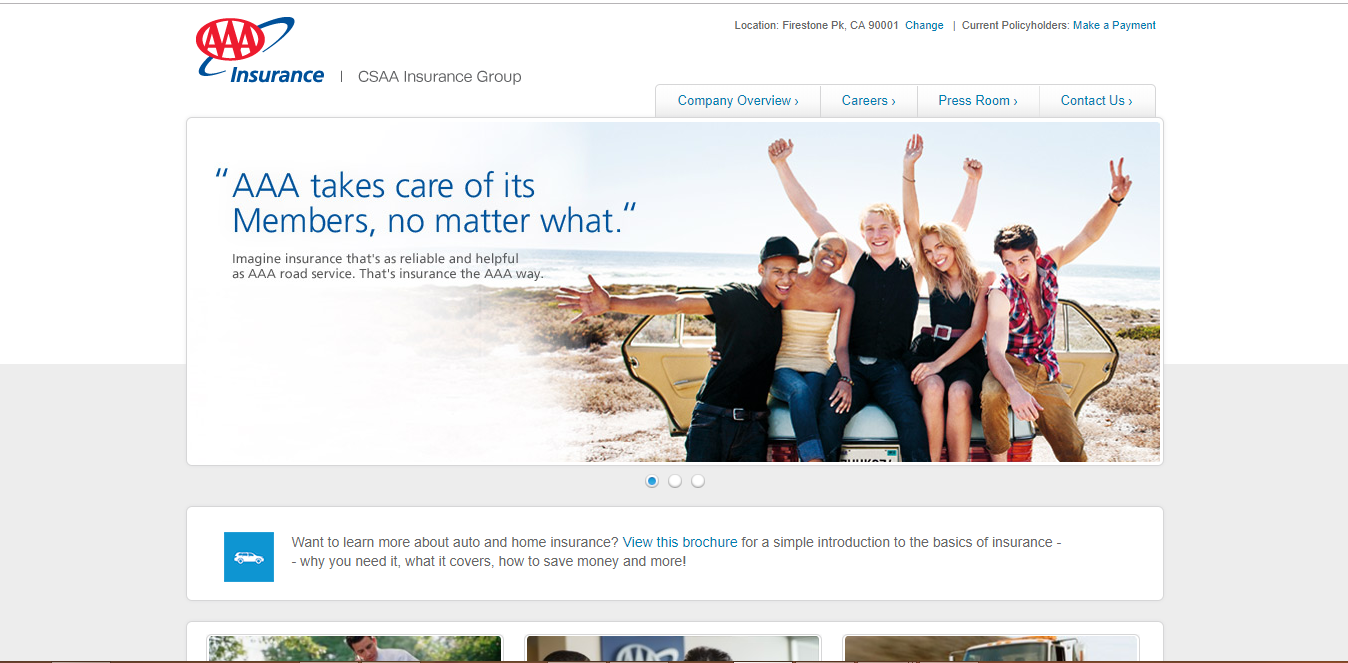 Location: Firestone Pk, CA 90001 Change | Current Policyholders: Make a Payment
AAA
Insurance | CSAA Insurance Group
Company Overview › Careers › Press Room › Contact Us ›
“AAA takes care of its
Members, no matter what.“
Imagine insurance that's as reliable and helpful
as AAA road service. That's insurance the AAA way.
Want to learn more about auto and home insurance? View this brochure for a simple introduction to the basics of insurance -
- why you need it, what it covers, how to save money and more!